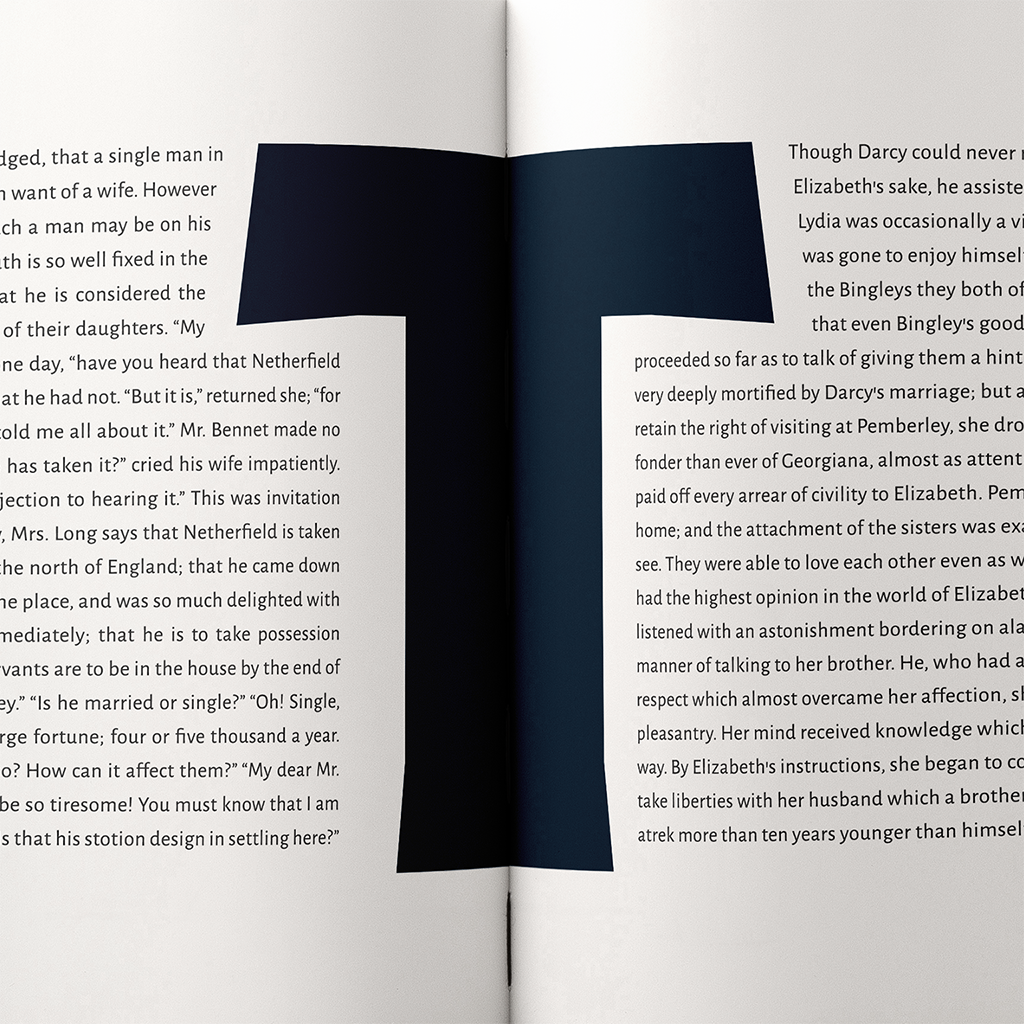 dged, that a single man in
n want of a wife. However
ch a man may be on his
th is so well fixed in the
at he is considered the
of their daughters. “My
ne day, “have you heard that Netherfield
at he had not. “But it is,” returned she; “for
told me all about it.” Mr. Bennet made no
has taken it?” cried his wife impatiently.
jection to hearing it.” This was invitation
, Mrs. Long says that Netherfield is taken
the north of England; that he came down
he place, and was so much delighted with
mediately; that he is to take possession
rvants are to be in the house by the end of
ey.” “Is he married or single?” “Oh! Single,
rge fortune; four or five thousand a year.
o? How can it affect them?” “My dear Mr.
be so tiresome! You must know that I am
s that his stotion design in settling here?”
T
Though Darcy could never
Elizabeth's sake, he assiste
Lydia was occasionally a vi
was gone to enjoy himsel
the Bingleys they both of
that even Bingley's good
proceeded so far as to talk of giving them a hint
very deeply mortified by Darcy's marriage; but a
retain the right of visiting at Pemberley, she dro
fonder than ever of Georgiana, almost as attent
paid off every arrear of civility to Elizabeth. Pem
home; and the attachment of the sisters was exa
see. They were able to love each other even as w
had the highest opinion in the world of Elizabet
listened with an astonishment bordering on ala
manner of talking to her brother. He, who had a
respect which almost overcame her affection, sh
pleasantry. Her mind received knowledge which
way. By Elizabeth's instructions, she began to co
take liberties with her husband which a brother
atrek more than ten years younger than himsel